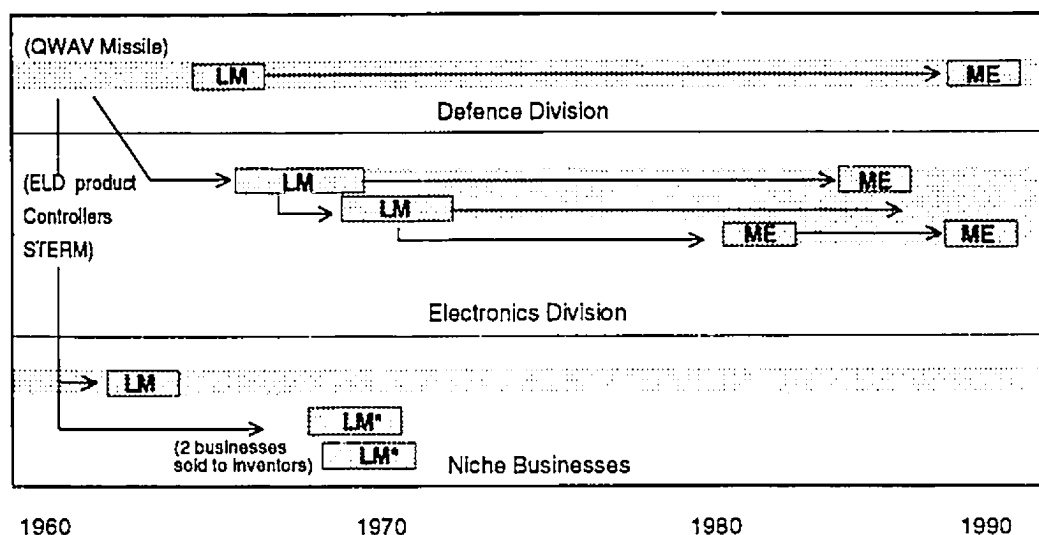 (QWAV Missile)
LM ME
Defence Division
(ELD product
Controllers
STERM)
LM ME
LM
ME ME
Electronics Division
LM
LM*
(2 businesses
sold to inventors)
LM*
Niche Businesses
1960 1970 1980 1990